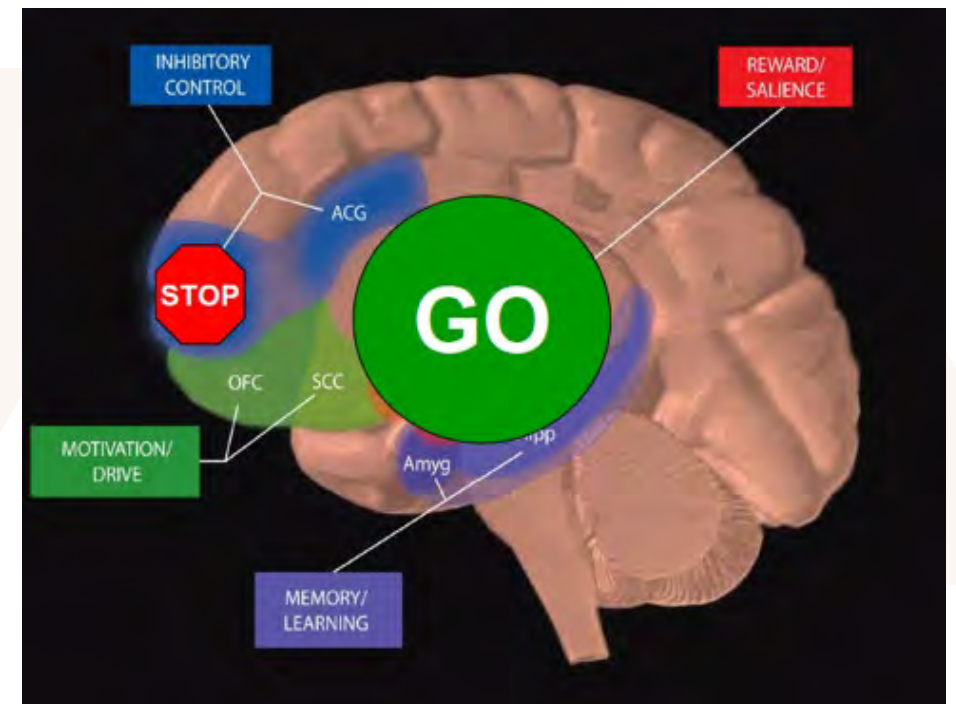 INHIBITORY
CONTROL
REWARD/
SALIENCE
ACG
STOP
GO
OFC
SCC
MOTIVATION/
DRIVE
Amyg
MEMORY/
LEARNING